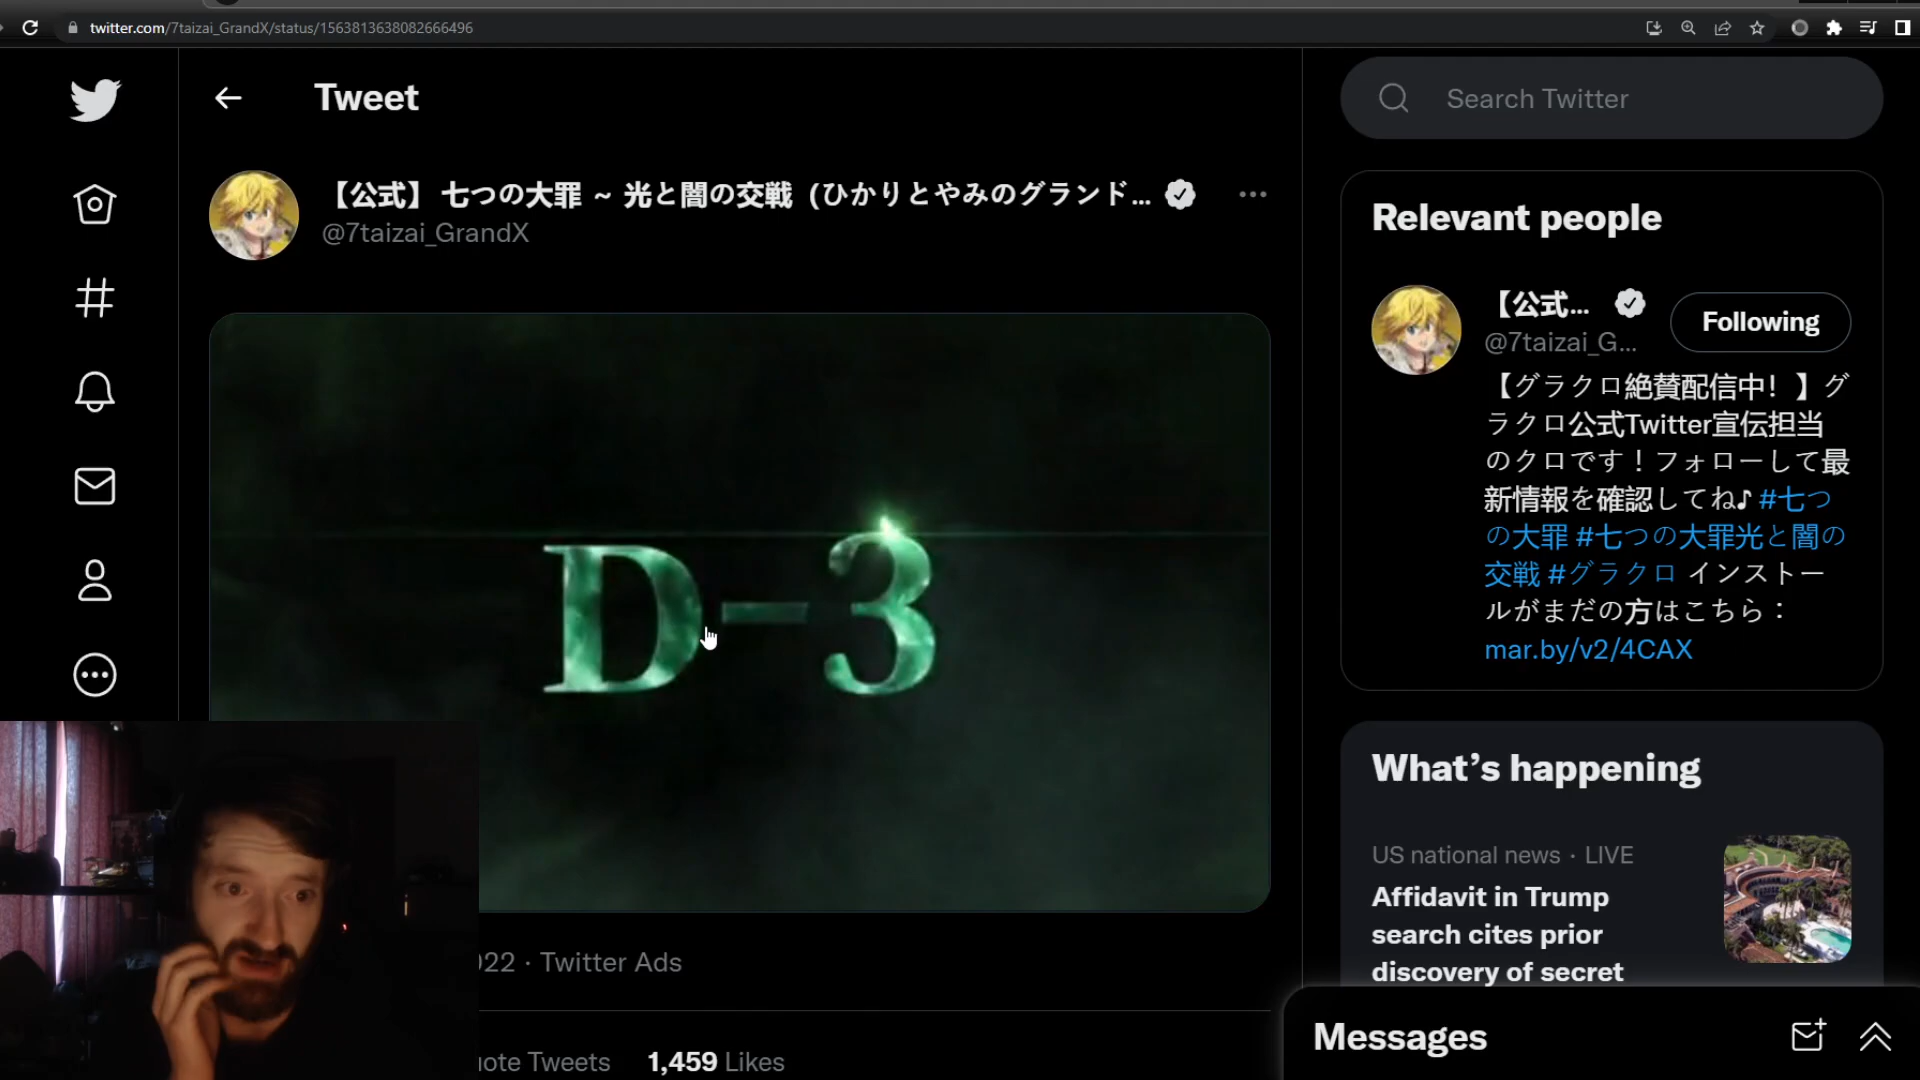 twitter.com/7taizai_GrandX/status/1563813638082666496
Tweet
【公式】 七つの大罪 ~ 光と闇の交戦 (ひかりとやみのグランド...
@7taizai_GrandX
D-3
022 · Twitter Ads
uote Tweets 1,459 Likes
Search Twitter
Relevant people
【公式...
@7taizai_G...
Following
【グラクロ絶賛配信中！】グ
ラクロ公式Twitter宣伝担当
のクロです！フォローして最
新情報を確認してね♪ #七つ
の大罪 #七つの大罪光と闇の
交戦 #グラクロ インストー
ルがまだの方はこちら：
mar.by/v2/4CAX
What's happening
US national news · LIVE
Affidavit in Trump
search cites prior
discovery of secret
Messages